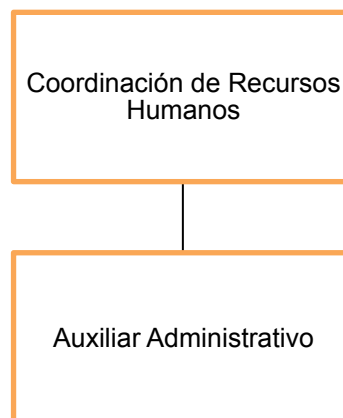 Coordinación de Recursos
Humanos
Auxiliar Administrativo